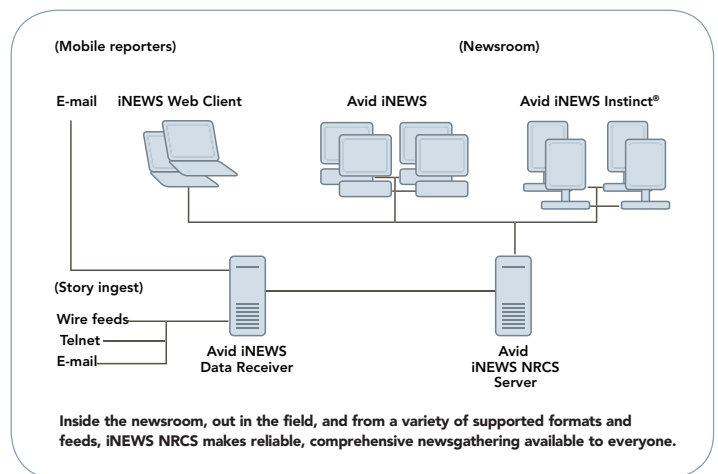 (Mobile reporters)
(Newsroom)
E-mail
iNEWS Web Client
Avid iNEWS
Avid iNEWS Instinct®
(Story ingest)
Wire feeds
Telnet
E-mail
Avid iNEWS
Data Receiver
Avid
iNEWS NRCS
Server
Inside the newsroom, out in the field, and from a variety of supported formats and
feeds, iNEWS NRCS makes reliable, comprehensive newsgathering available to everyone.